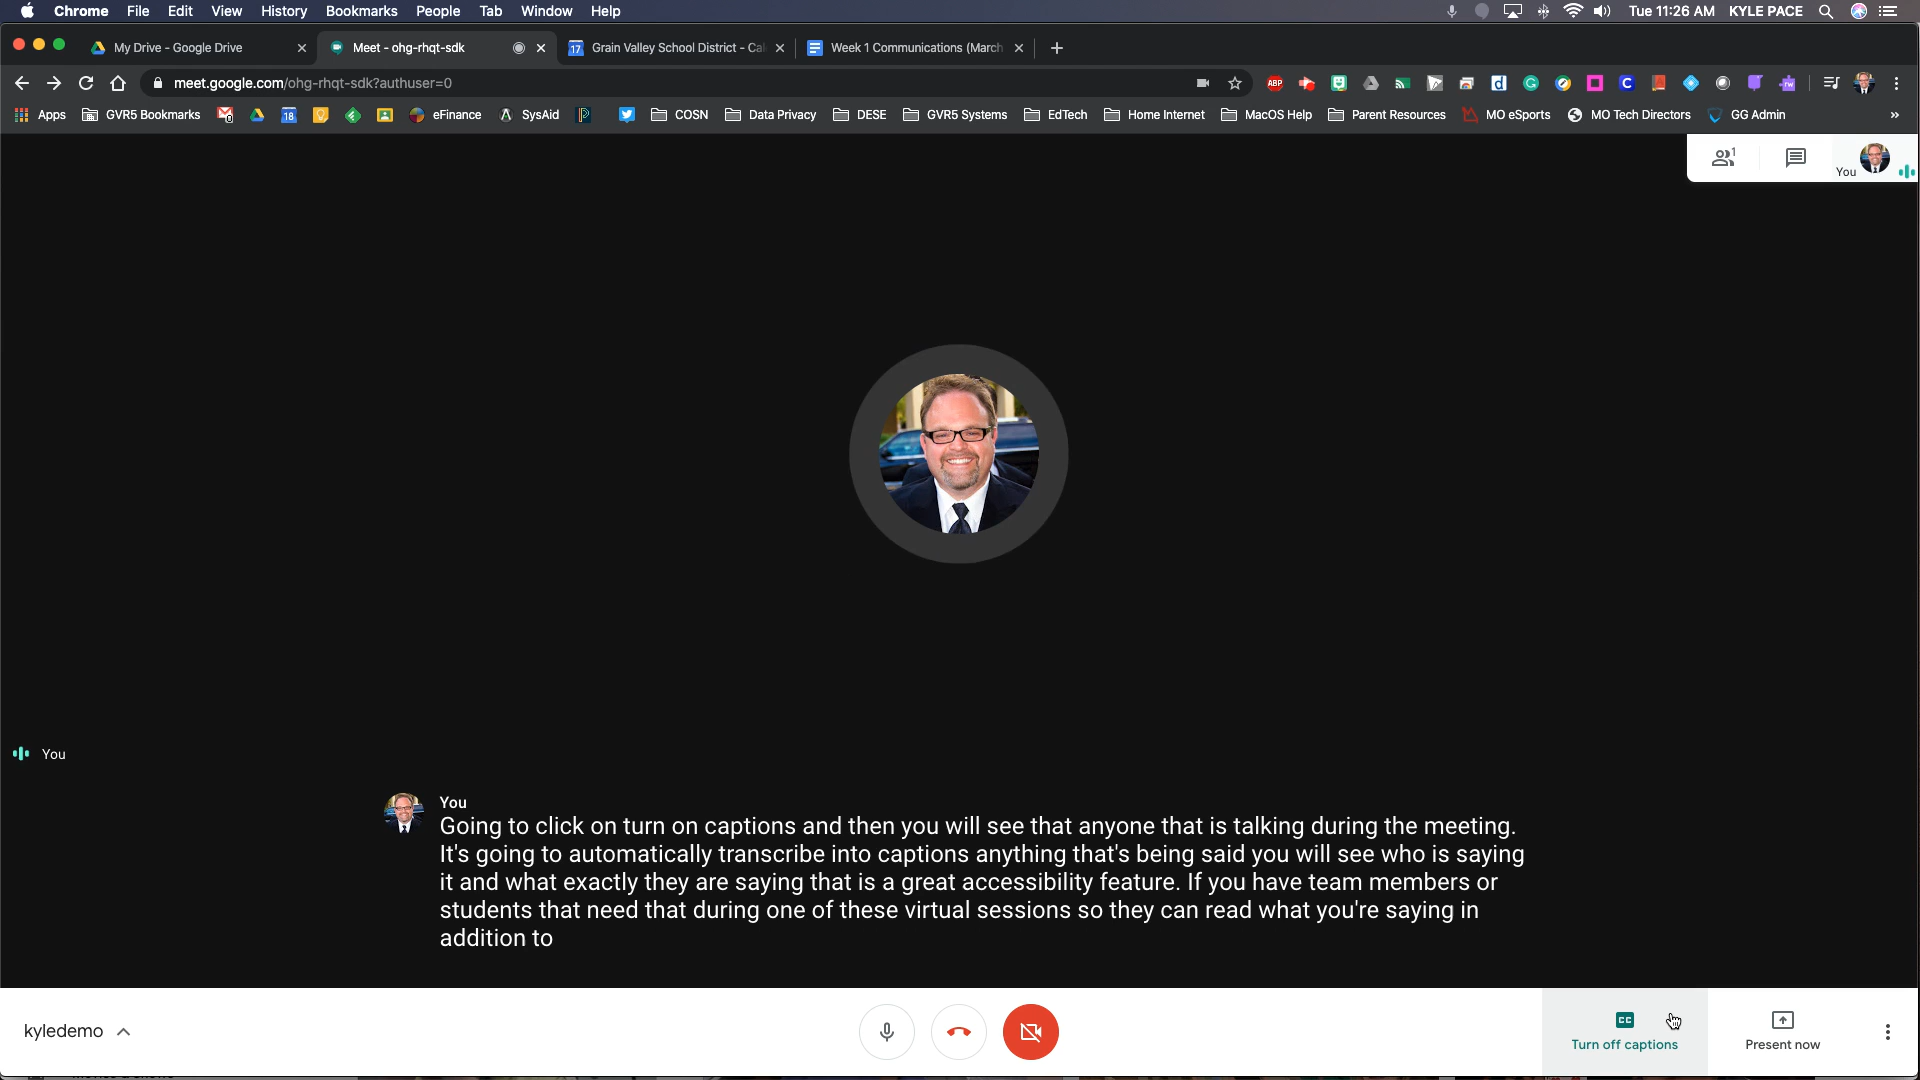 Chrome File Edit View History Bookmarks People Tab Window Help Tue 11:26 AM KYLE PACE
My Drive - Google Drive Meet - ohg-rhqt-sdk 17 Grain Valley School District - Cal Week 1 Communications (March
meet.google.com/ohg-rhqt-sdk?authuser=0 ABP
Apps GVR5 Bookmarks 18 eFinance SysAid COSN Data Privacy DESE GVR5 Systems EdTech Home Internet MacOS Help Parent Resources MO eSports MO Tech Directors GG Admin
1
You
You
You
Going to click on turn on captions and then you will see that anyone that is talking during the meeting.
It's going to automatically transcribe into captions anything that's being said you will see who is saying
it and what exactly they are saying that is a great accessibility feature. If you have team members or
students that need that during one of these virtual sessions so they can read what you're saying in
addition to
kyledemo
CC
Turn off captions
Present now